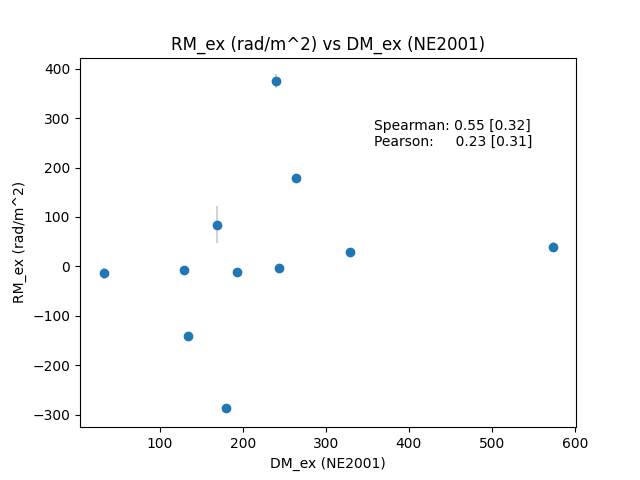 RM_ex (rad/m^2) vs DM_ex (NE2001)
400
300
200
100
0
−100
−200
−300
RM_ex (rad/m^2)
Spearman: 0.55 [0.32]
Pearson: 0.23 [0.31]
100 200 300 400 500 600
DM_ex (NE2001)